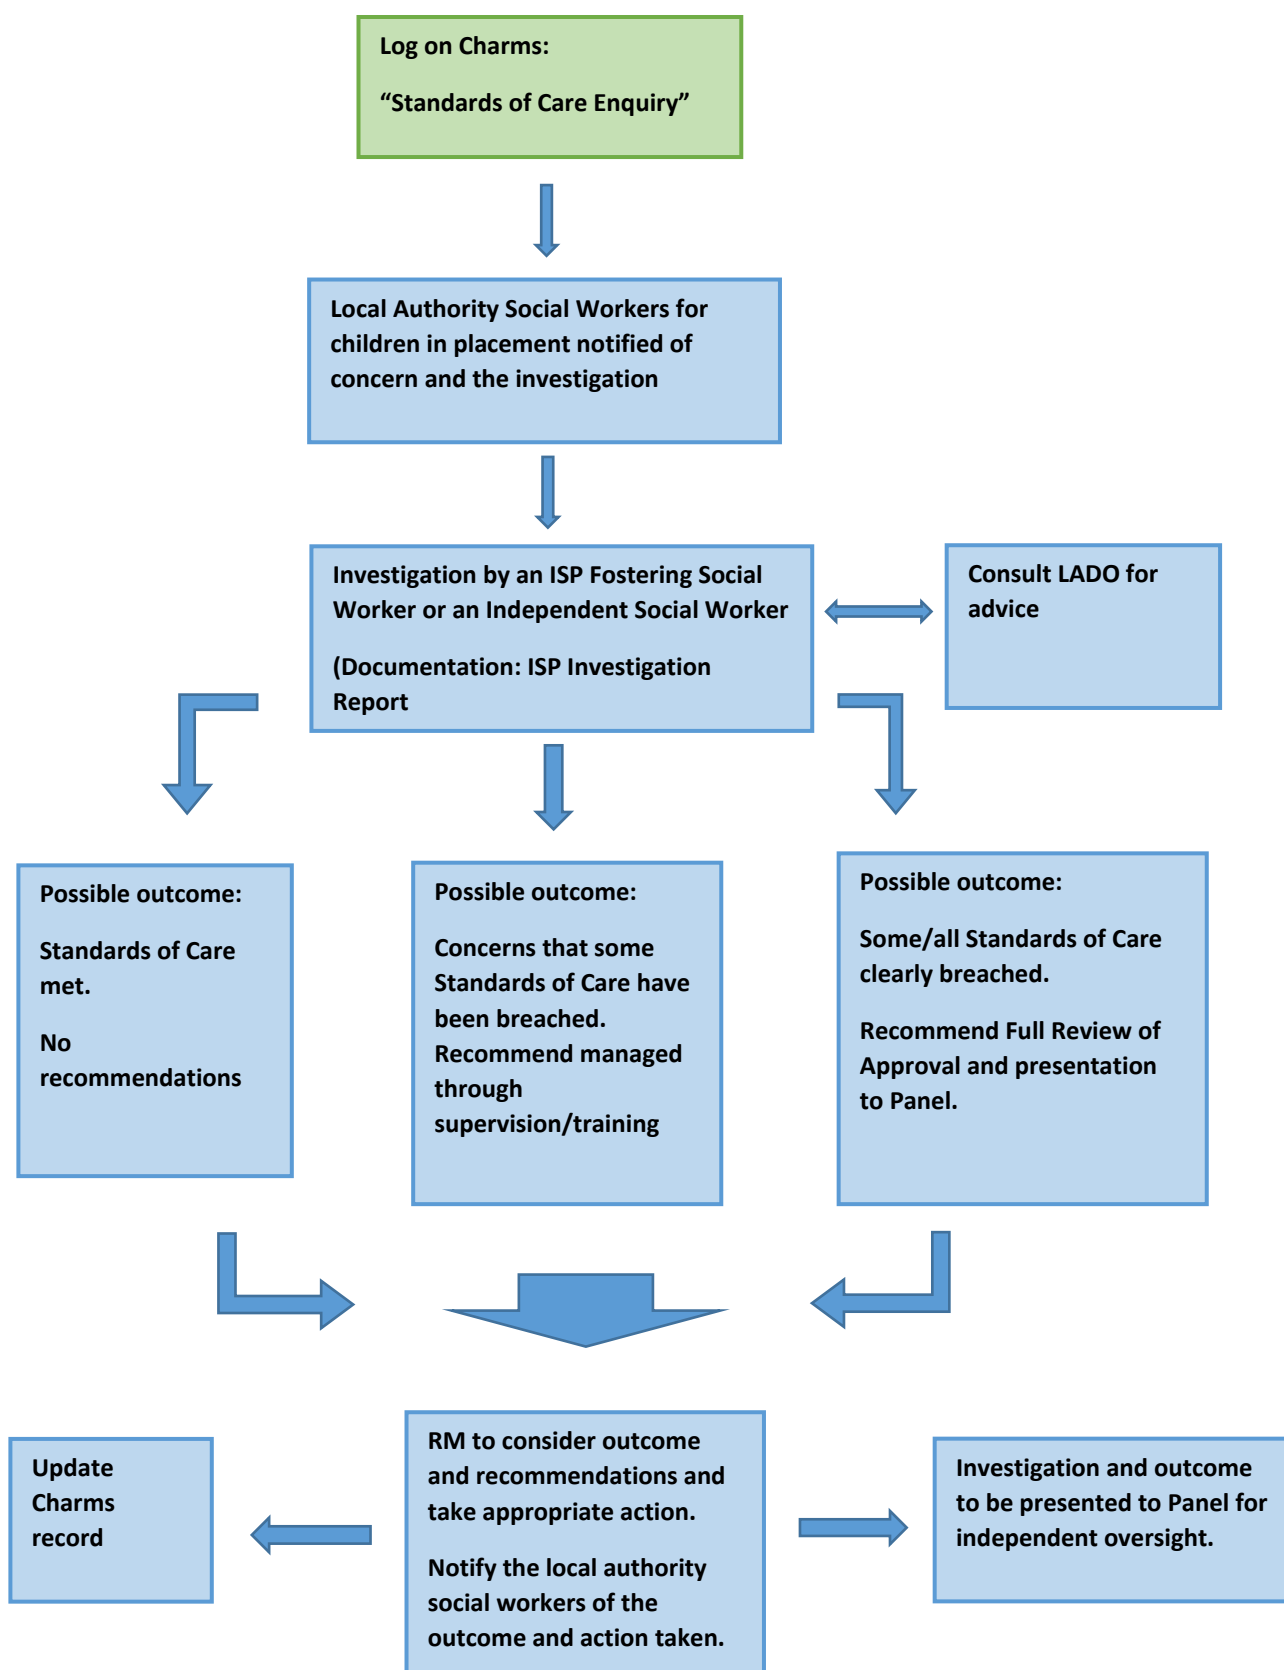 Log on Charms:
“Standards of Care Enquiry”
Local Authority Social Workers for
children in placement notified of
concern and the investigation
Investigation by an ISP Fostering Social
Worker or an Independent Social Worker
(Documentation: ISP Investigation
Report
Consult LADO for
advice
Possible outcome:
Standards of Care
met.
No
recommendations
Possible outcome:
Concerns that some
Standards of Care have
been breached.
Recommend managed
through
supervision/training
Possible outcome:
Some/all Standards of Care
clearly breached.
Recommend Full Review of
Approval and presentation
to Panel.
Update
Charms
record
RM to consider outcome
and recommendations and
take appropriate action.
Notify the local authority
social workers of the
outcome and action taken.
Investigation and outcome
to be presented to Panel for
independent oversight.